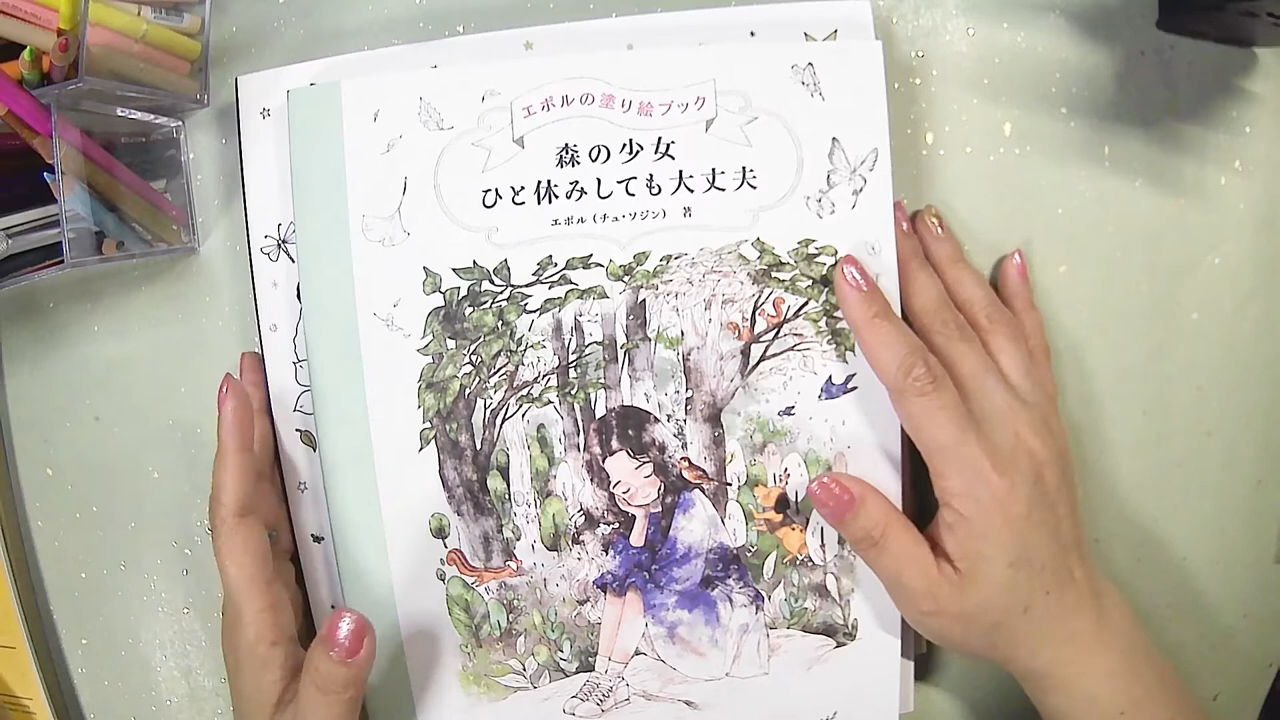 エポルの塗り絵ブック
森の少女
ひと休みしても大丈夫
エポル(チュ・ソジン) 著